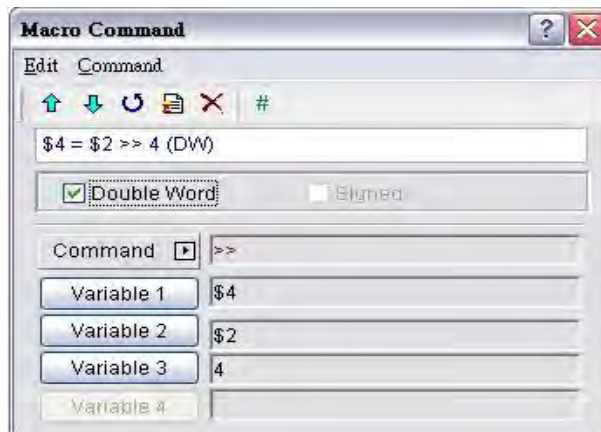 Macro Command
Edit Command
#
$4 = $2 >> 4 (DW)
Double Word Signed
Command >>
Variable 1 $4
Variable 2 $2
Variable 3 4
Variable 4